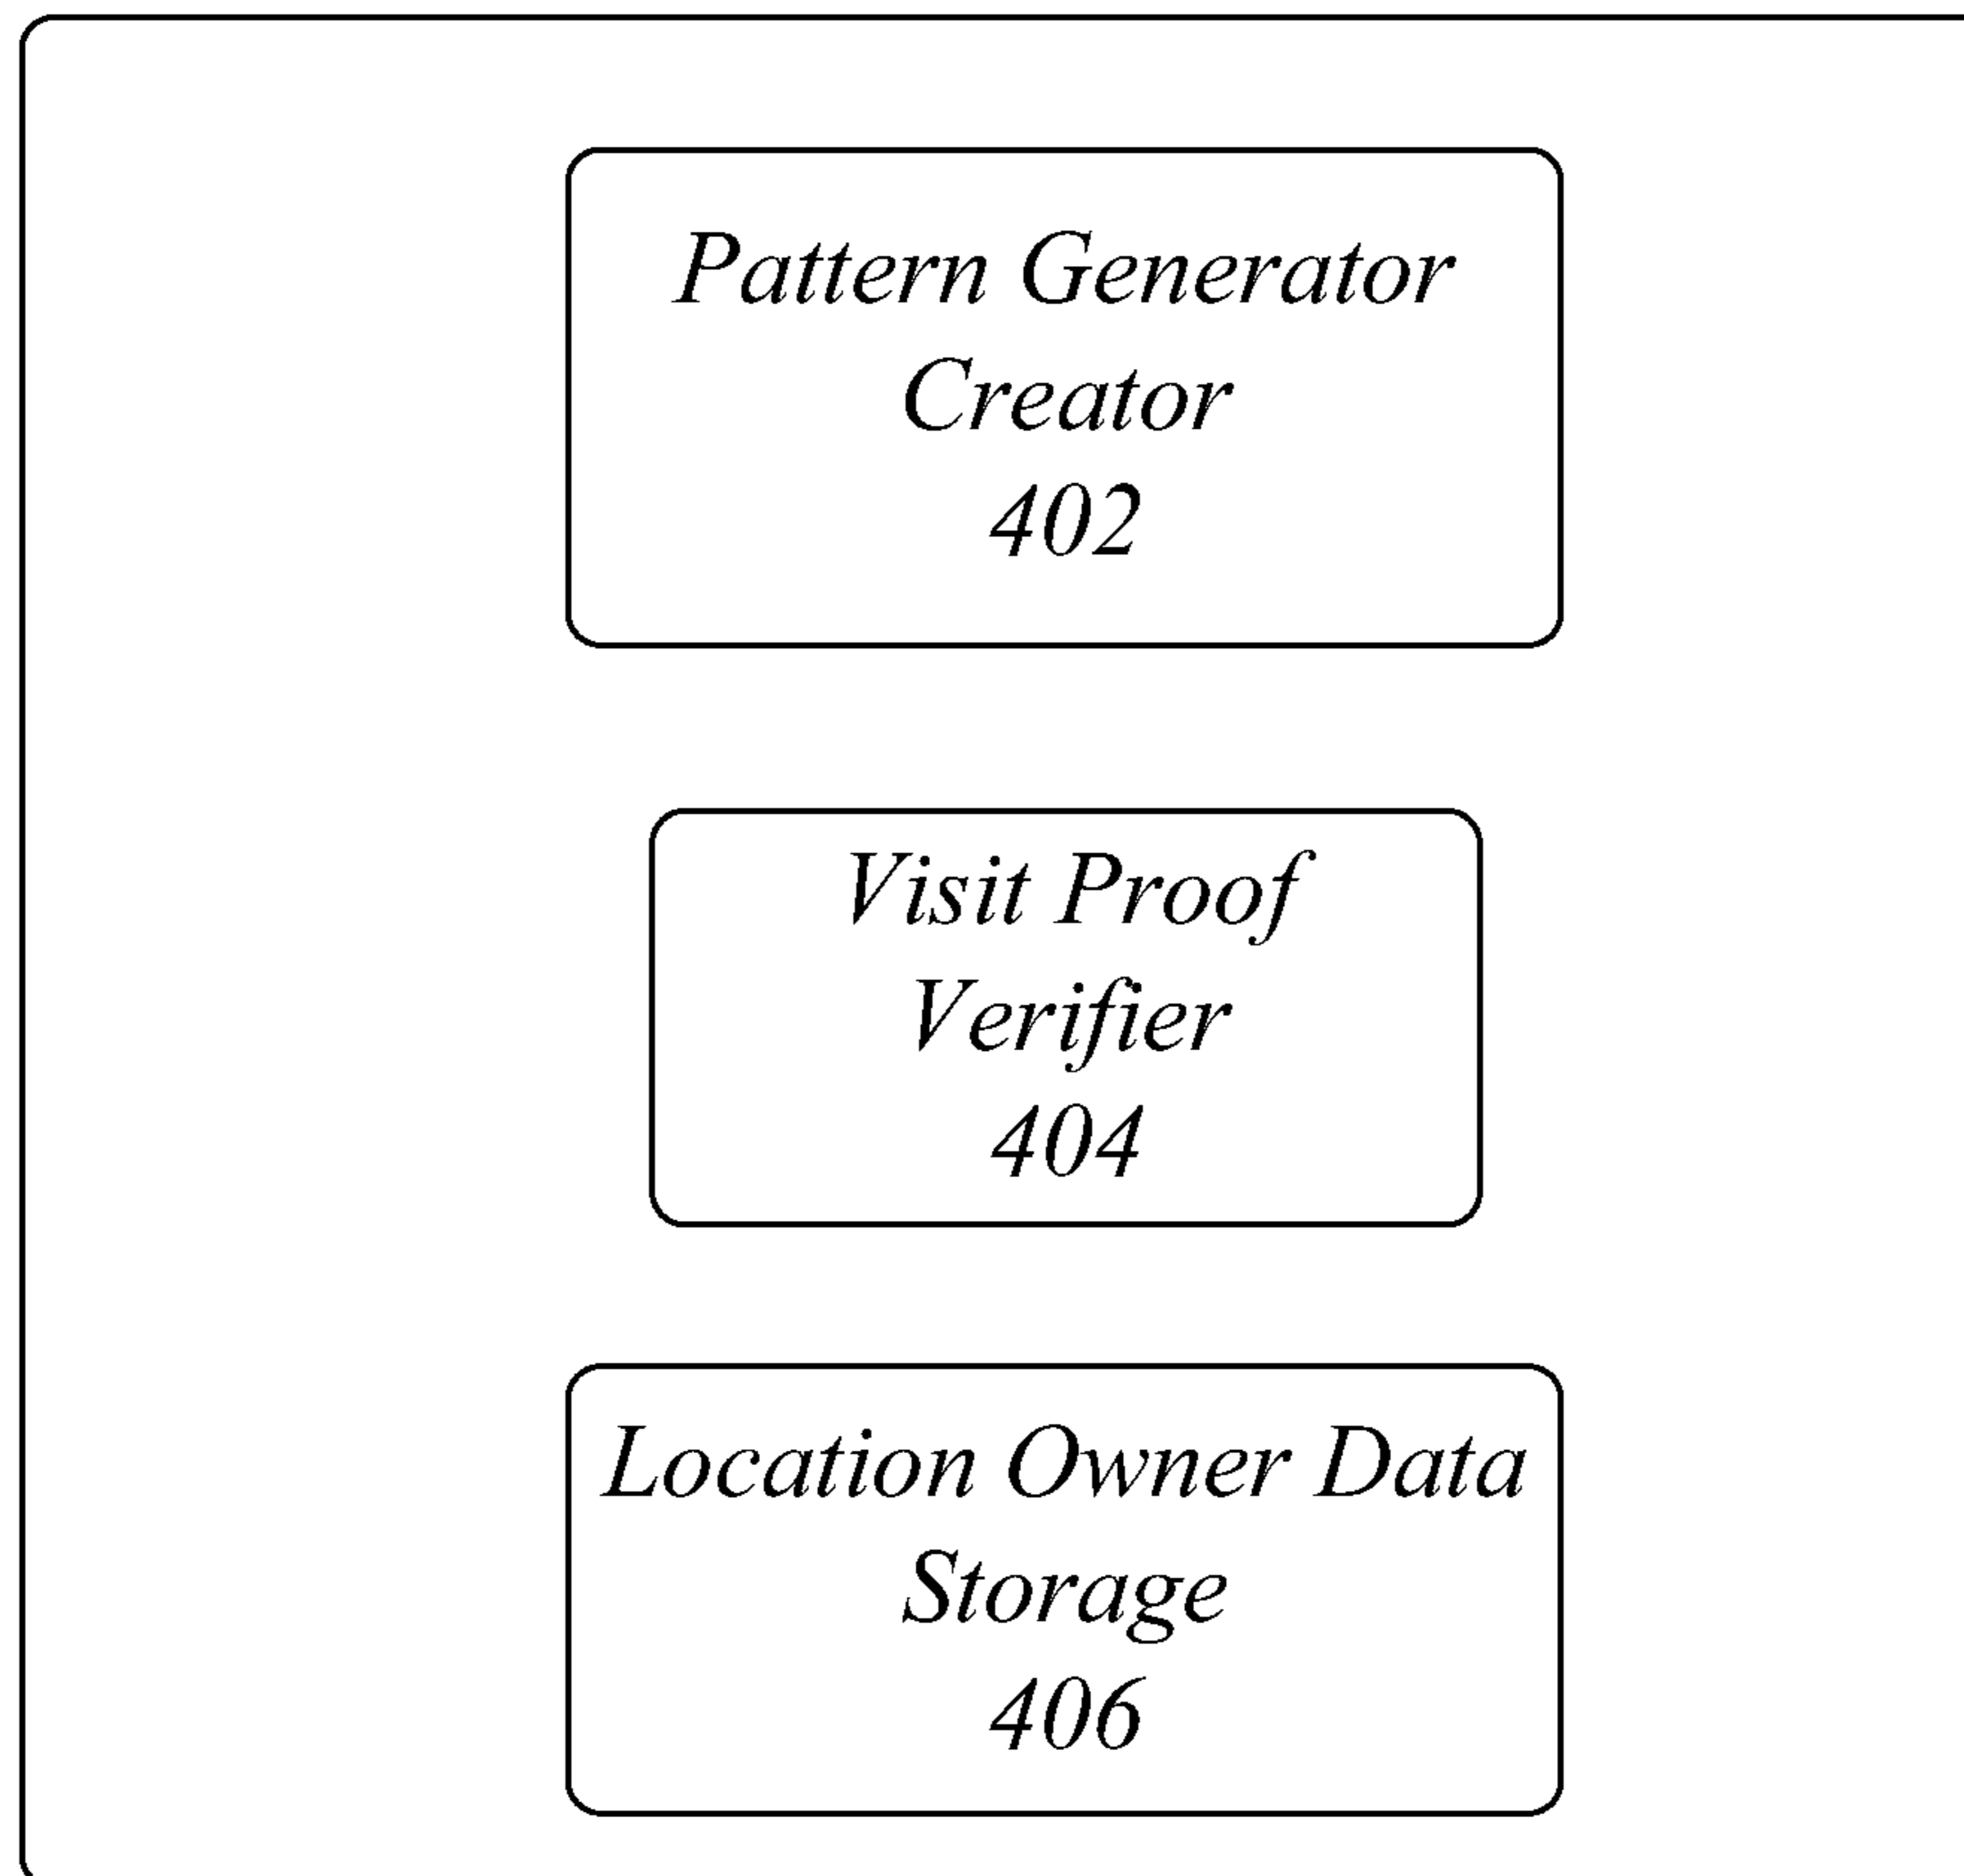 Pattern Generator
Creator
402
Visit Proof
Verifier
404
Location Owner Data
Storage
406